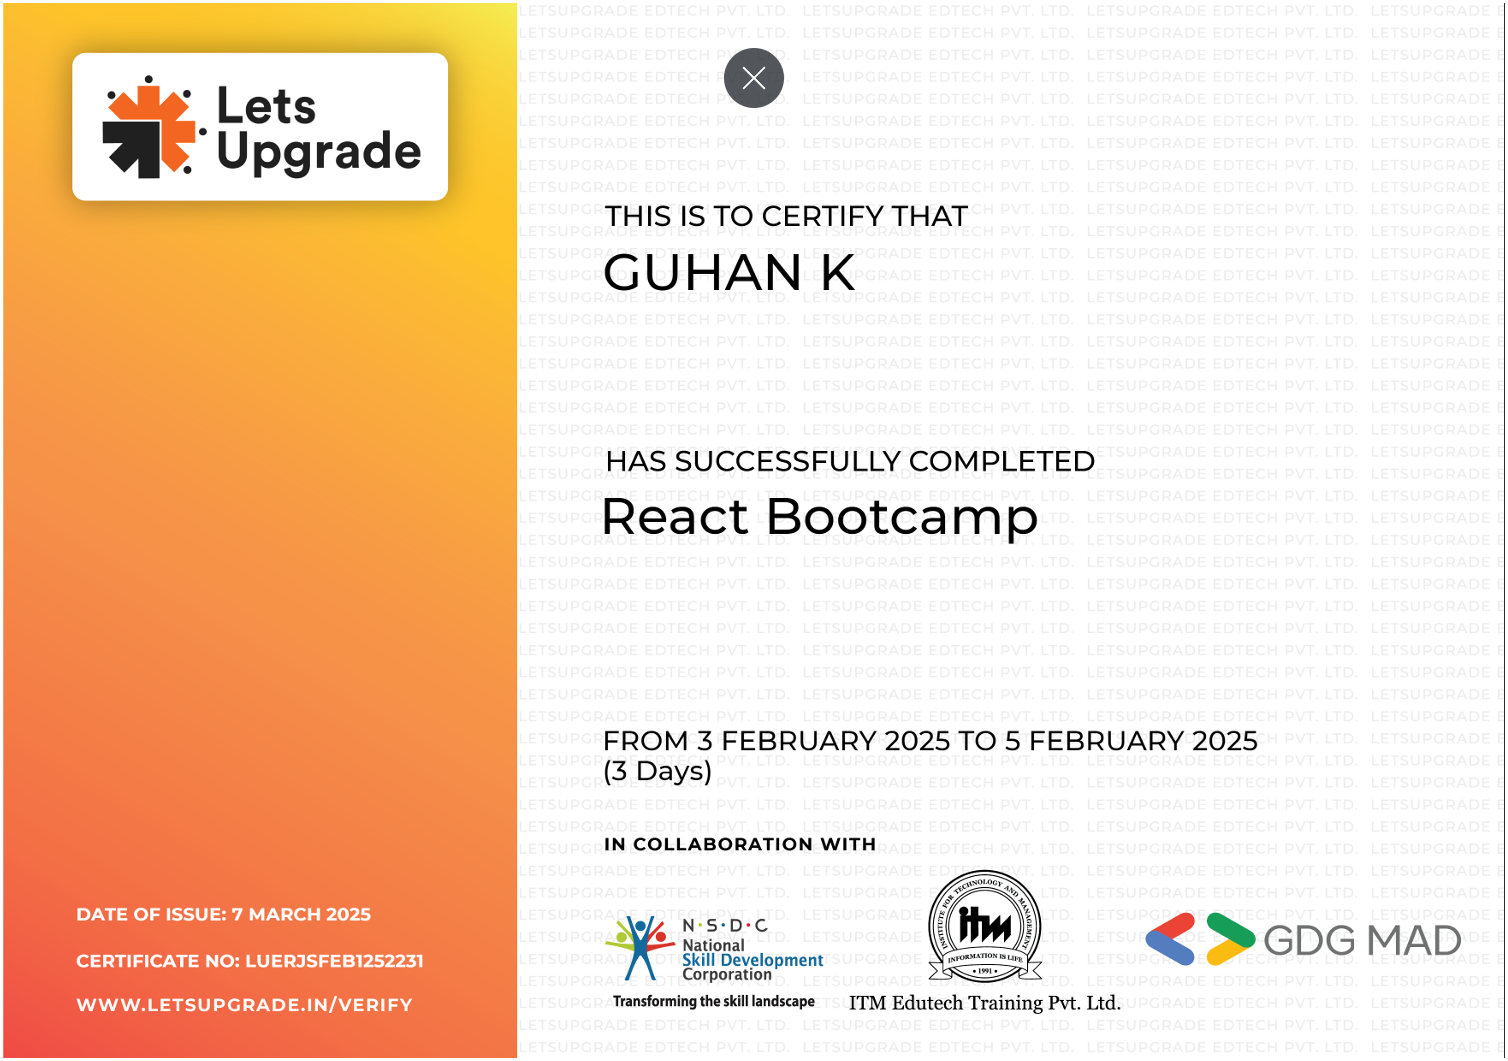 Lets
Upgrade
THIS IS TO CERTIFY THAT
GUHAN K
HAS SUCCESSFULLY COMPLETED
React Bootcamp
FROM 3 FEBRUARY 2025 TO 5 FEBRUARY 2025
(3 Days)
IN COLLABORATION WITH
N·S·D·C
National
Skill Development
Corporation
Transforming the skill landscape
INSTITUTE FOR TECHNOLOGY AND MANAGEMENT
itm
INFORMATION IS LIFE
• 1991 •
ITM Edutech Training Pvt. Ltd.
GDG MAD
DATE OF ISSUE: 7 MARCH 2025
CERTIFICATE NO: LUERJSFEB1252231
WWW.LETSUPGRADE.IN/VERIFY
LETSUPGRADE EDTECH PVT. LTD.